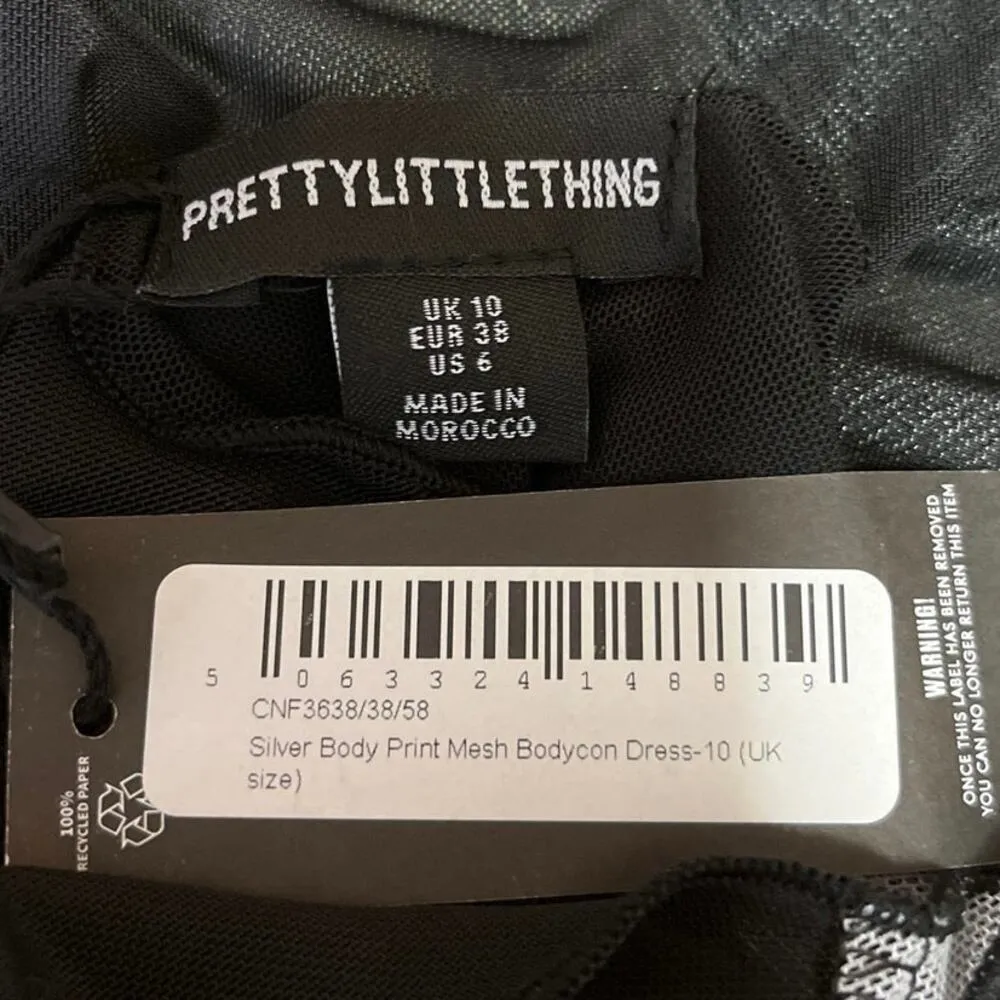 PRETTYLITTLETHING
UK 10
EUR 38
US 6
MADE IN
MOROCCO
5 063324 148839
CNF3638/38/58
Silver Body Print Mesh Bodycon Dress-10 (UK
size)
100%
RECYCLED PAPER
WARNING!
ONCE THIS LABEL HAS BEEN REMOVED
YOU CAN NO LONGER RETURN THIS ITEM